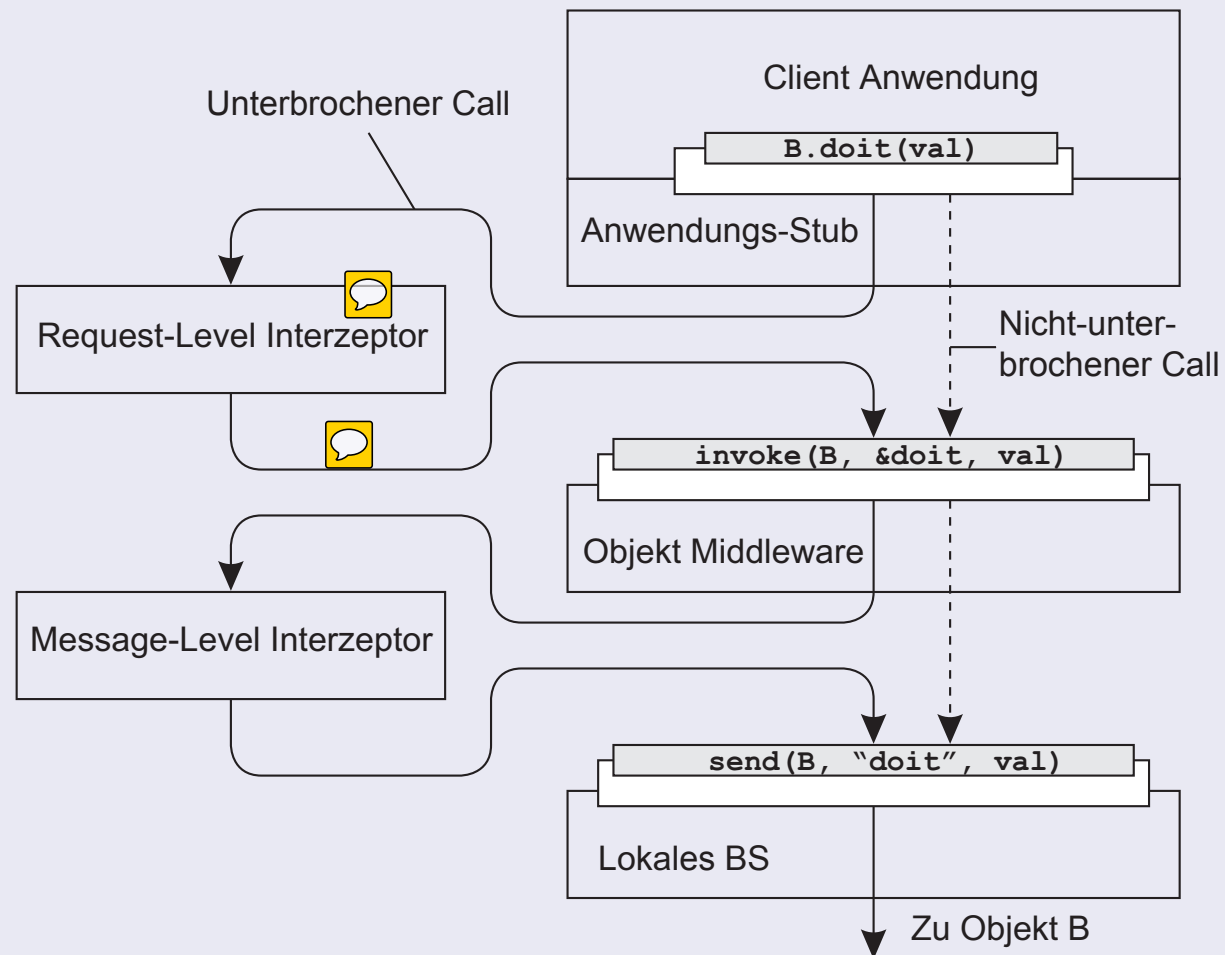 Client Anwendung
Unterbrochener Call
B.doit(val)
Anwendungs-Stub
Request-Level Interzeptor
Nicht-unter-
brochener Call
invoke(B, &doit, val)
Objekt Middleware
Message-Level Interzeptor
send(B, “doit”, val)
Lokales BS
Zu Objekt B